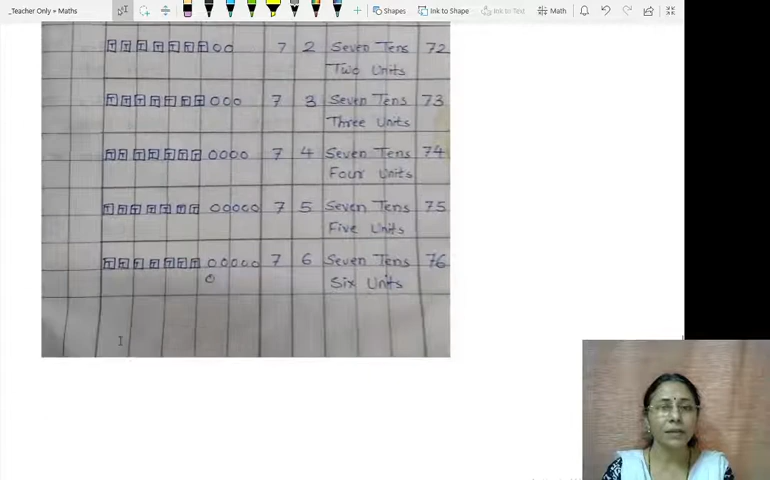 _Teacher Only • Maths
Shapes
Ink to Shape
Ink to Text
Math
T T T T T T T 7 2 Seven Tens 72
Two Units
T T T T T T T 7 3 Seven Tens 73
Three Units
T T T T T T T 7 4 Seven Tens 74
Four Units
T T T T T T T 7 5 Seven Tens 75
Five Units
T T T T T T T 7 6 Seven Tens 76
Six Units